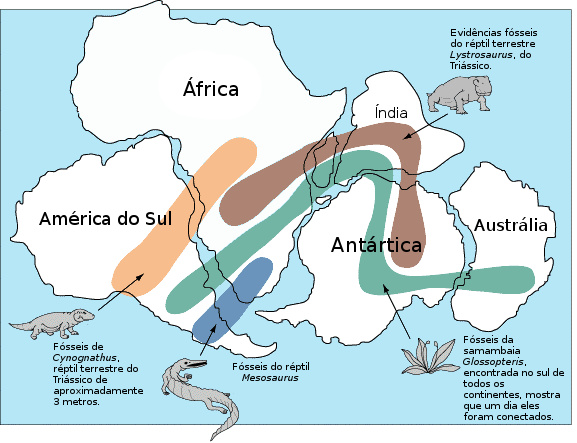 Evidências fósseis
do réptil terrestre
Lystrosaurus, do
Triássico.
África
Índia
América do Sul
Austrália
Antártica
Fósseis de
Cynognathus,
réptil terrestre do
Triássico de
aproximadamente
3 metros.
Fósseis do réptil
Mesosaurus
Fósseis da
samambaia
Glossopteris,
encontrada no sul de
todos os
continentes, mostra
que um dia eles
foram conectados.